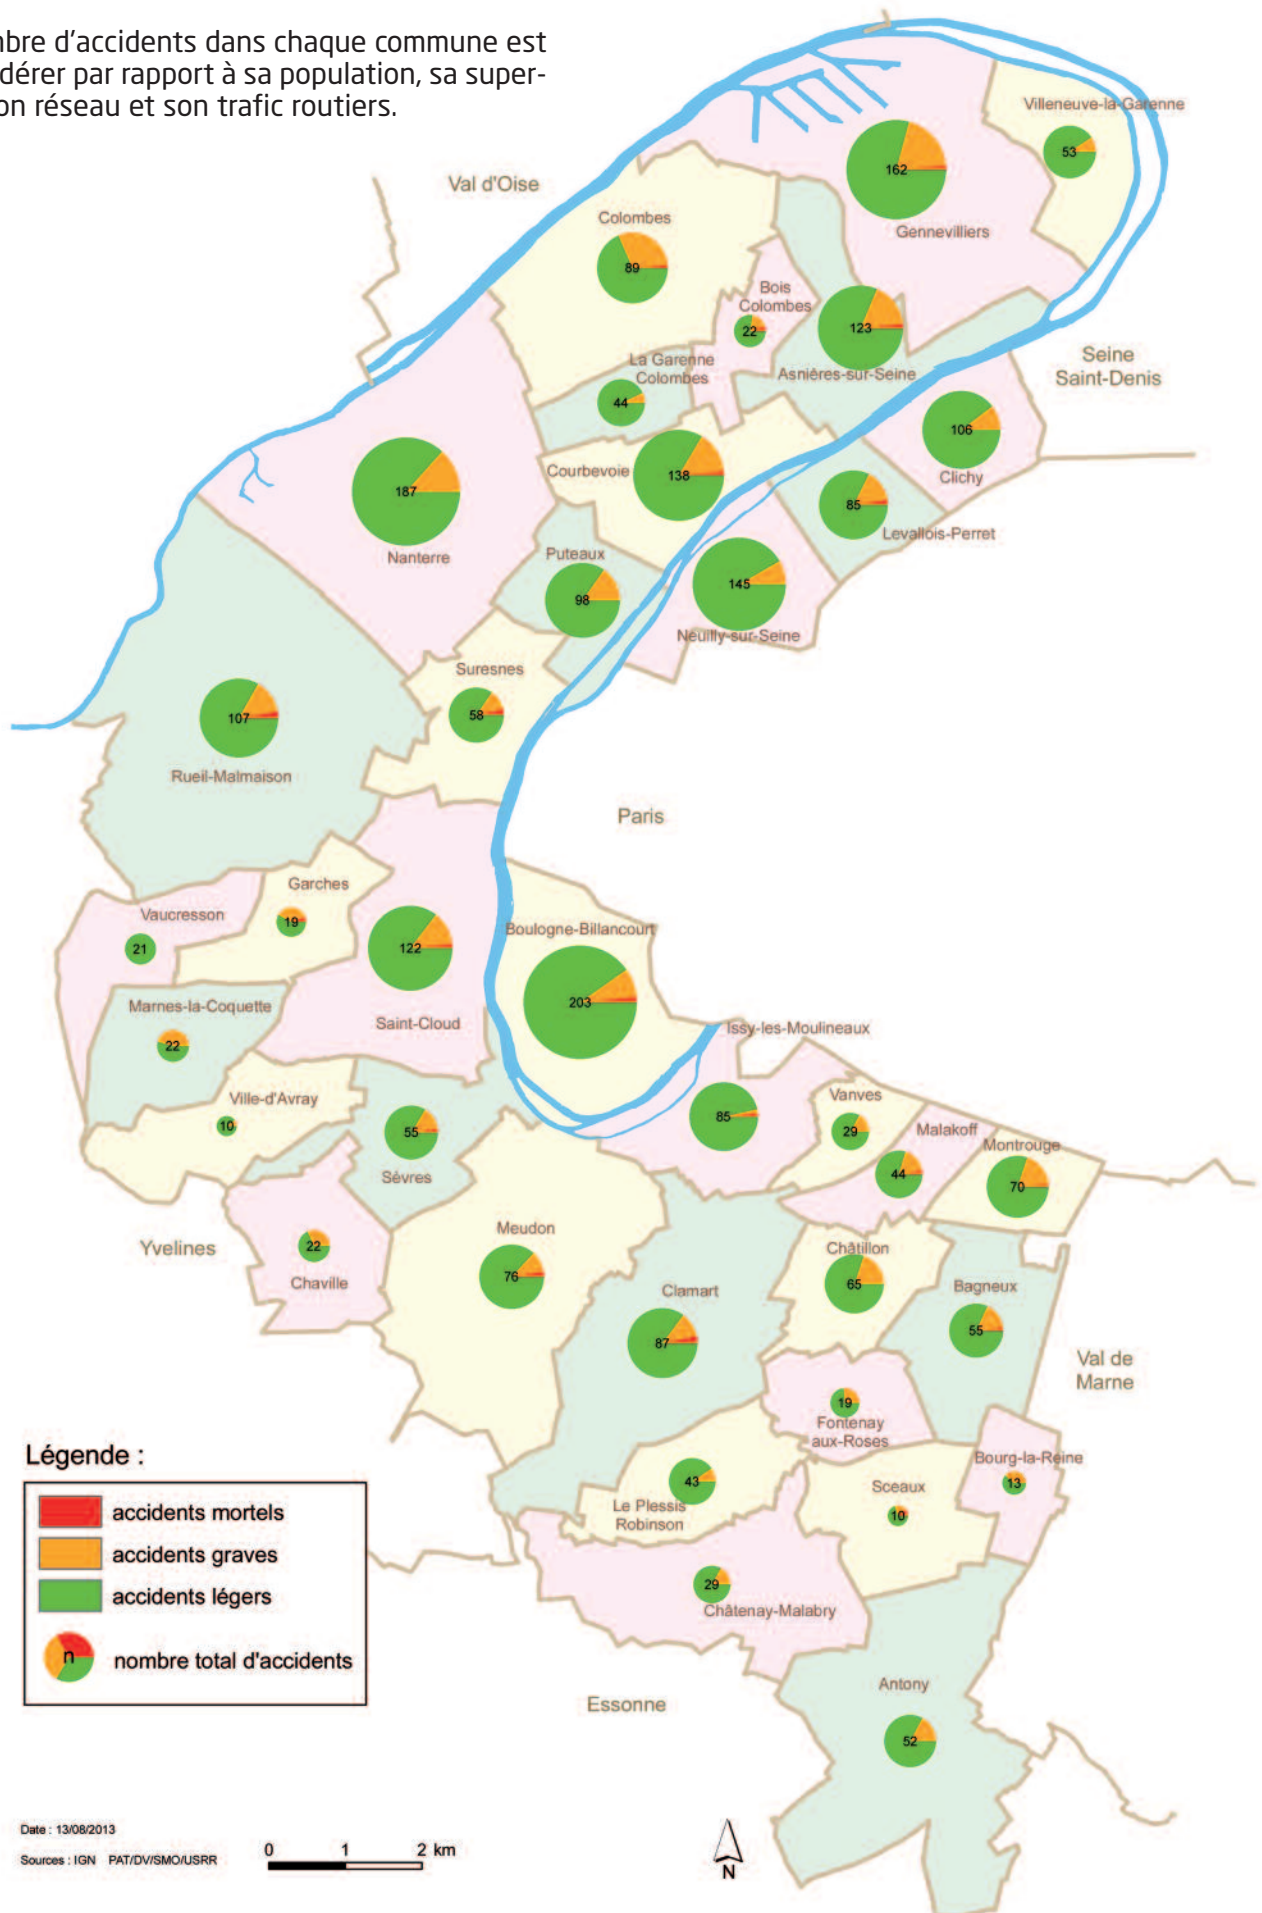 mbre d'accidents dans chaque commune est
dérer par rapport à sa population, sa super-
on réseau et son trafic routiers.
Villeneuve-la-Garenne
53
Val d'Oise
162
Gennevilliers
Colombes
89
Bois
Colombes
22
123
Asnières-sur-Seine
Seine
Saint-Denis
La Garenne
Colombes
44
106
Clichy
Courbevoie
138
187
Nanterre
85
Levallois-Perret
Puteaux
98
145
Neuilly-sur-Seine
Suresnes
58
107
Rueil-Malmaison
Paris
Garches
19
Vaucresson
21
122
Saint-Cloud
Boulogne-Billancourt
203
Marnes-la-Coquette
22
Issy-les-Moulineaux
85
Ville-d'Avray
10
55
Sèvres
Vanves
29
Malakoff
44
Montrouge
70
Yvelines
22
Chaville
Meudon
76
Châtillon
65
Clamart
87
Bagneux
55
Val de
Marne
19
Fontenay
aux-Roses
Bourg-la-Reine
13
43
Le Plessis
Robinson
Sceaux
10
29
Châtenay-Malabry
Antony
52
Essonne
Légende :
accidents mortels
accidents graves
accidents légers
n
nombre total d'accidents
Date : 13/08/2013
Sources : IGN PAT/DV/SMO/USRR
0 1 2 km
N